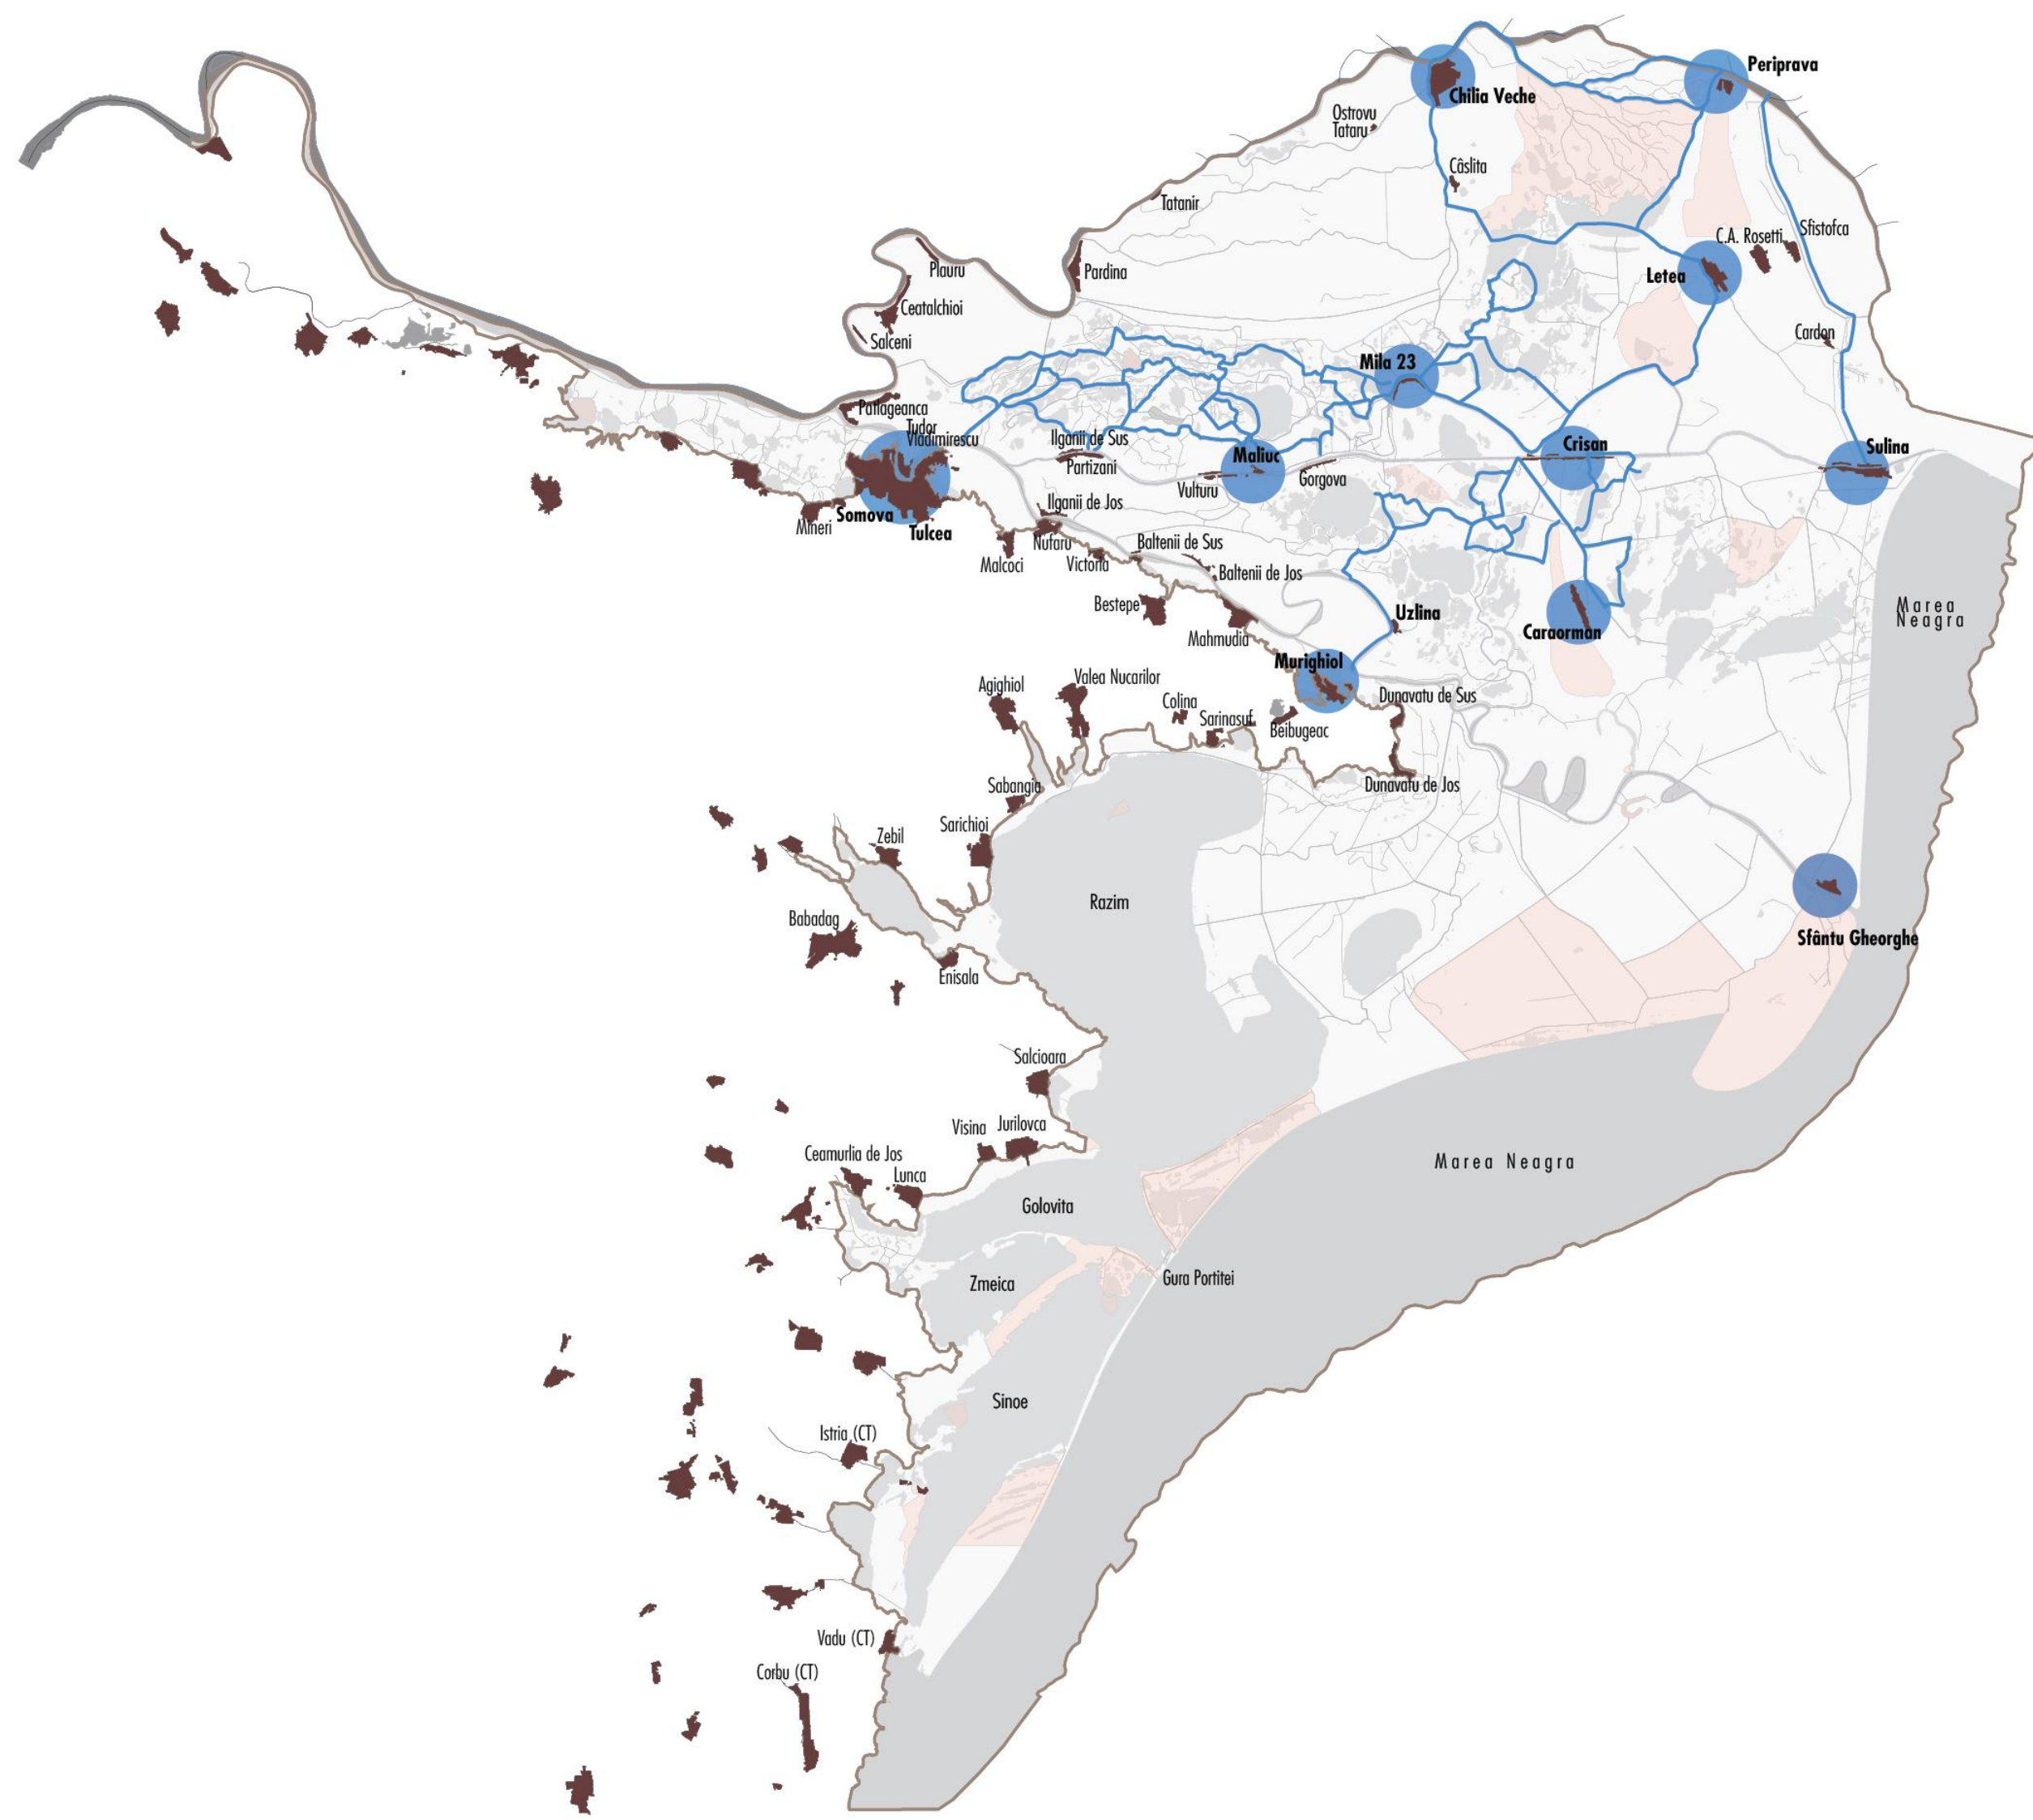 Periprava
Chilia Veche
Ostrovu
Tataru
Câslita
Tatanir
Sfistofca
C.A. Rosetti
Letea
Plauru
Pardina
Ceatalchioi
Salceni
Cardon
Mila 23
Patlageanca
Tudor
Vladimirescu
Ilganii de Sus
Partizani
Maliuc
Crisan
Sulina
Vulturu
Gorgova
Ilganii de Jos
Somova
Mineri
Tulcea
Nufaru
Malcoci
Victoria
Baltenii de Sus
Baltenii de Jos
Bestepe
Mahmudia
Uzlina
Caraorman
Marea
Neagra
Murighiol
Agighiol
Valea Nucarilor
Colina
Sarinasuf
Beibugeac
Dunavatu de Sus
Dunavatu de Jos
Sabangia
Sarichioi
Zebil
Razim
Babadag
Enisala
Sfântu Gheorghe
Salcioara
Visina
Jurilovca
Ceamurlia de Jos
Lunca
Marea Neagra
Golovita
Zmeica
Gura Portitei
Sinoe
Istria (CT)
Vadu (CT)
Corbu (CT)